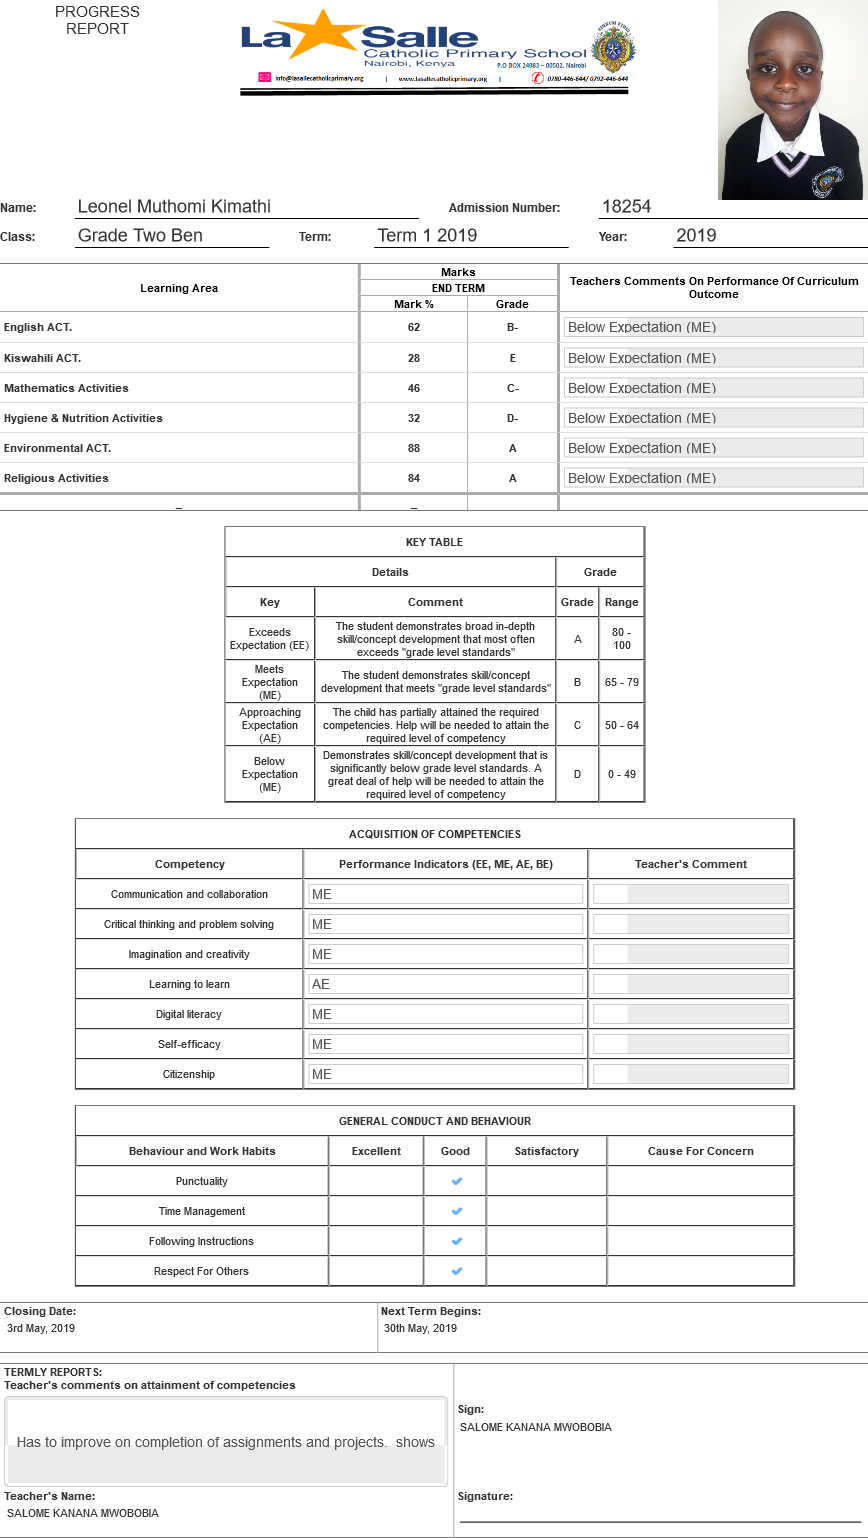 PROGRESS
REPORT
La Salle
Catholic Primary School
Nairobi, Kenya
P.O BOX 24083 – 00502, Nairobi
info@lasallecatholicprimary.org | www.lasallecatholicprimary.org | 0780-446-644/ 0792-446-644
Name: Leonel Muthomi Kimathi Admission Number: 18254
Class: Grade Two Ben Term: Term 1 2019 Year: 2019
Learning Area Marks Teachers Comments On Performance Of Curriculum Outcome
END TERM
Mark % Grade
English ACT. 62 B- Below Expectation (ME)
Kiswahili ACT. 28 E Below Expectation (ME)
Mathematics Activities 46 C- Below Expectation (ME)
Hygiene & Nutrition Activities 32 D- Below Expectation (ME)
Environmental ACT. 88 A Below Expectation (ME)
Religious Activities 84 A Below Expectation (ME)
_ _
KEY TABLE
Details Grade
Key Comment Grade Range
Exceeds Expectation (EE) The student demonstrates broad in-depth skill/concept development that most often exceeds "grade level standards" A 80 - 100
Meets Expectation (ME) The student demonstrates skill/concept development that meets "grade level standards" B 65 - 79
Approaching Expectation (AE) The child has partially attained the required competencies. Help will be needed to attain the required level of competency C 50 - 64
Below Expectation (ME) Demonstrates skill/concept development that is significantly below grade level standards. A great deal of help will be needed to attain the required level of competency D 0 - 49
ACQUISITION OF COMPETENCIES
Competency Performance Indicators (EE, ME, AE, BE) Teacher's Comment
Communication and collaboration ME
Critical thinking and problem solving ME
Imagination and creativity ME
Learning to learn AE
Digital literacy ME
Self-efficacy ME
Citizenship ME
GENERAL CONDUCT AND BEHAVIOUR
Behaviour and Work Habits Excellent Good Satisfactory Cause For Concern
Punctuality
Time Management
Following Instructions
Respect For Others
Closing Date: Next Term Begins:
3rd May, 2019 30th May, 2019
TERMLY REPORTS:
Teacher's comments on attainment of competencies
Has to improve on completion of assignments and projects. shows
Sign:
SALOME KANANA MWOBOBIA
Teacher's Name: Signature:
SALOME KANANA MWOBOBIA